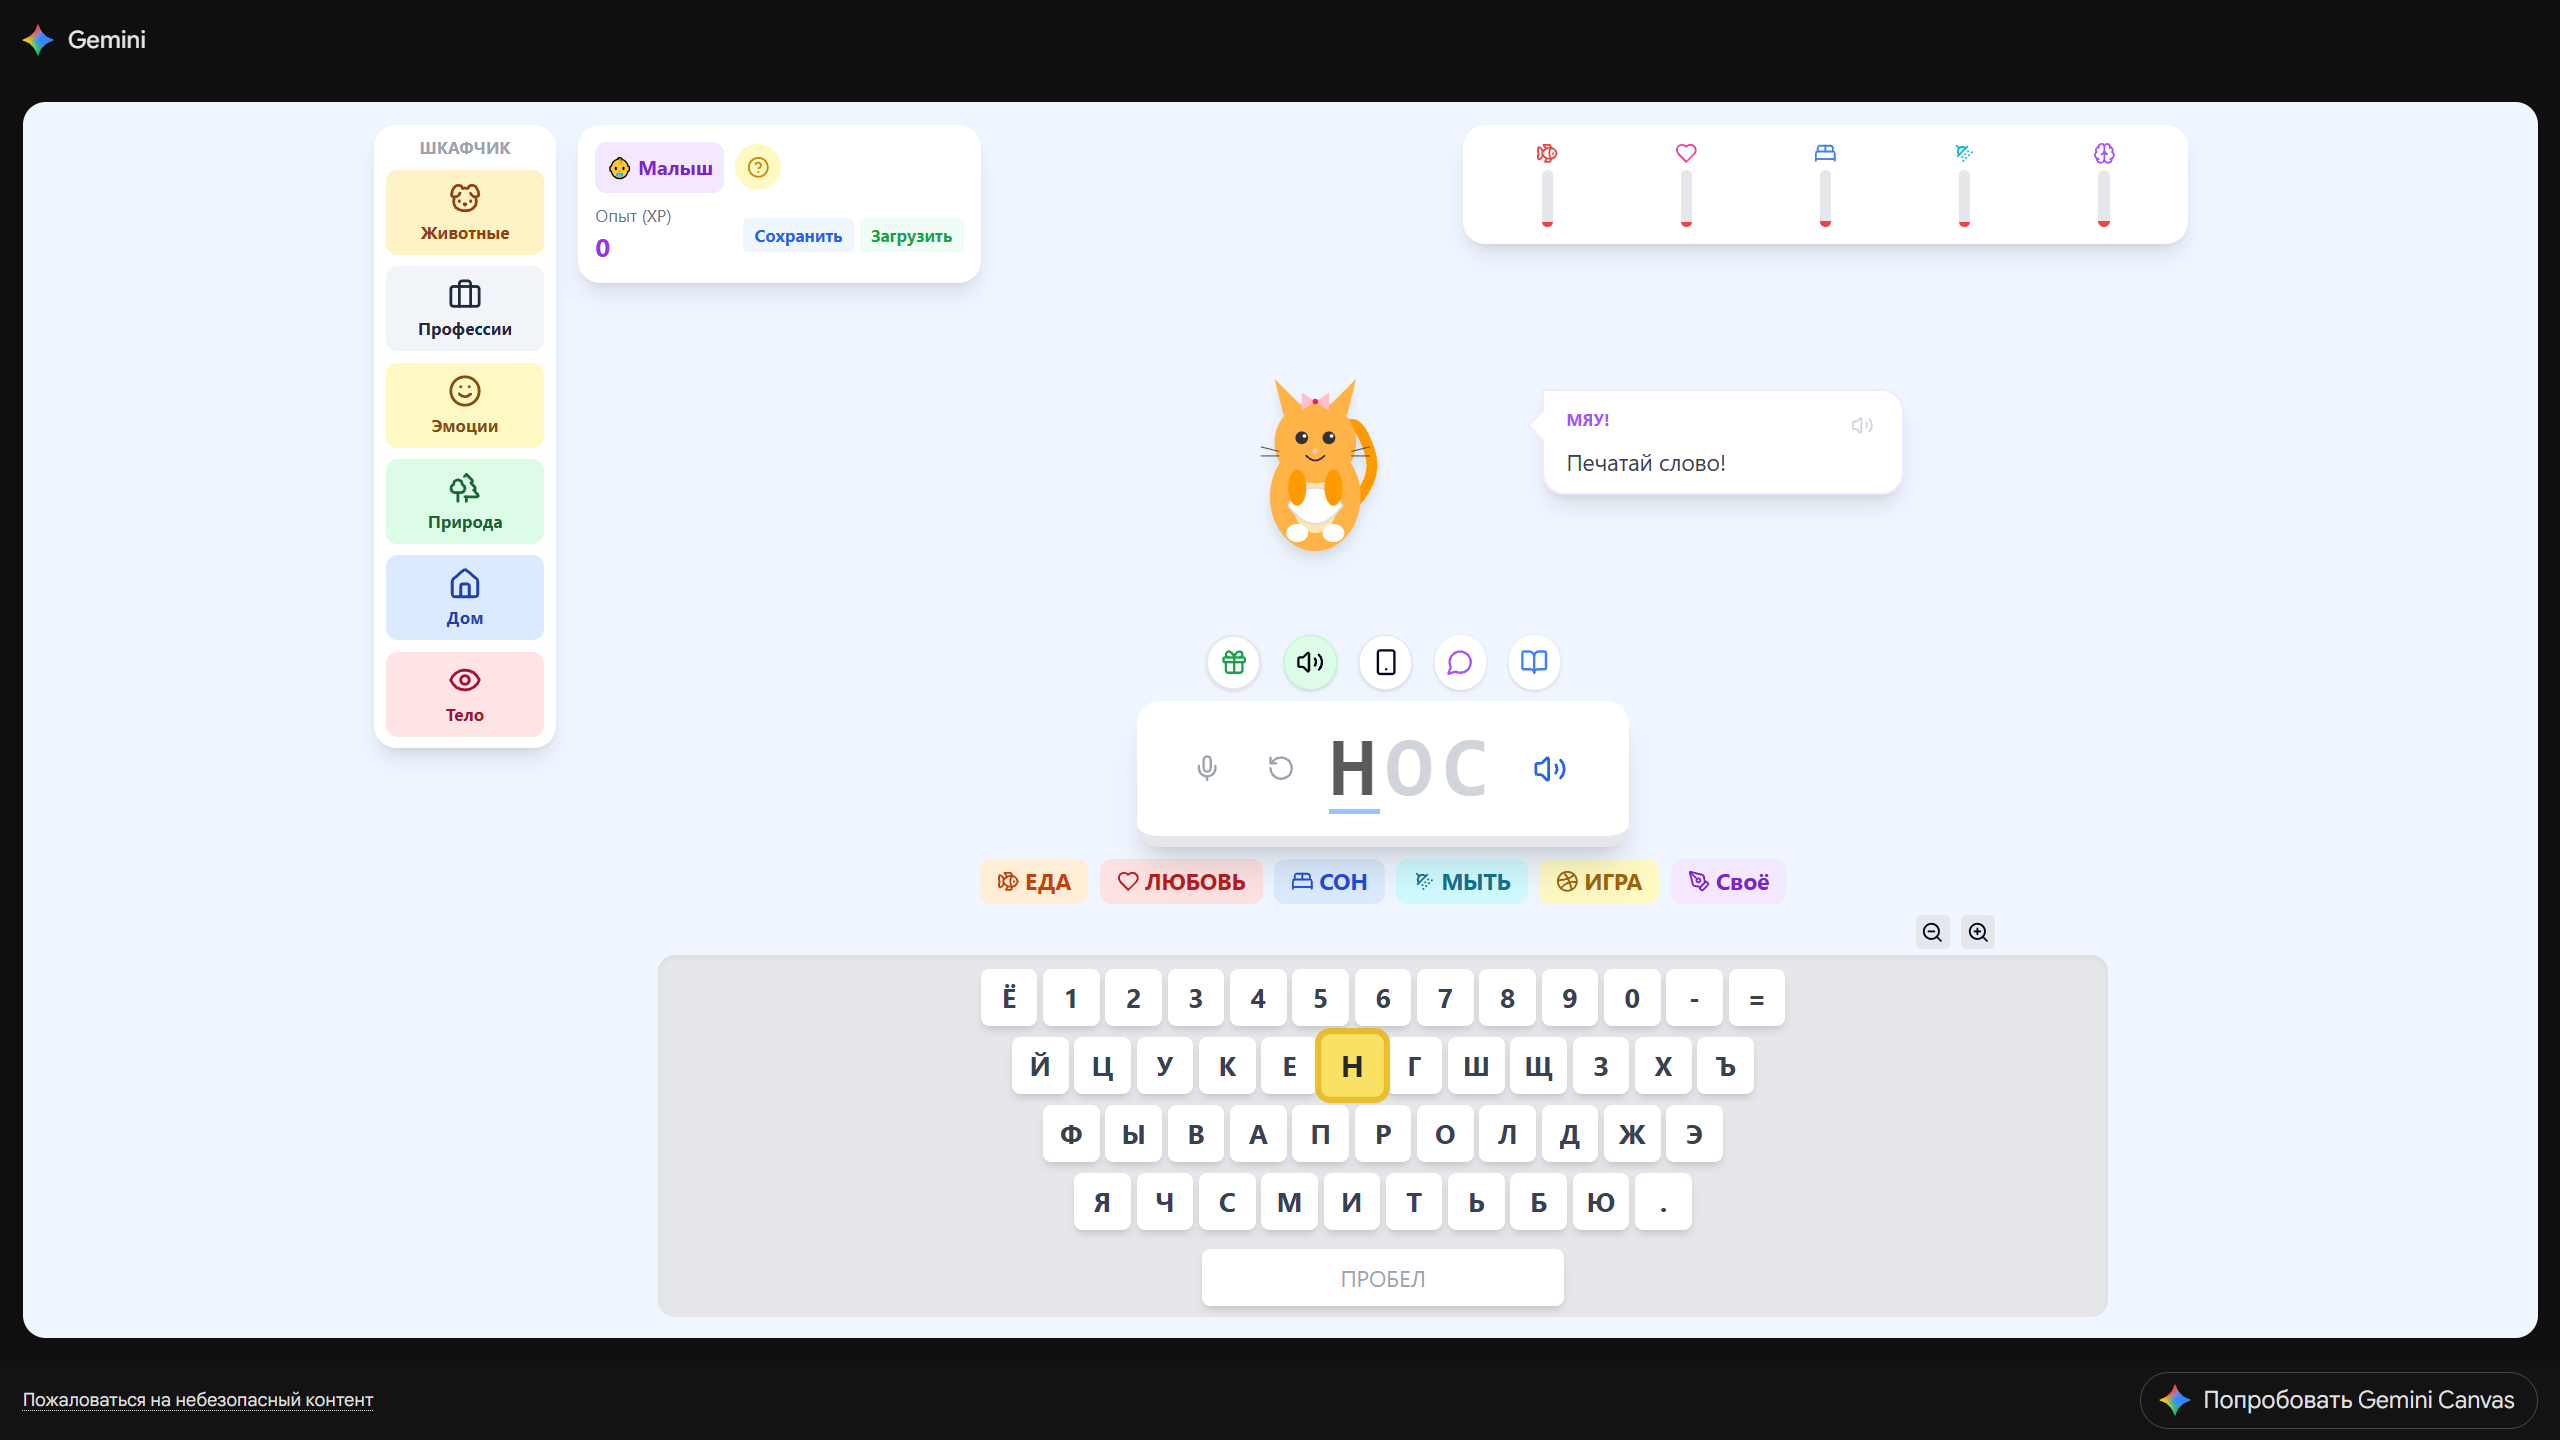 Gemini
ШКАФЧИК
Животные
Профессии
Эмоции
Природа
Дом
Тело
Малыш
Опыт (XP)
0
Сохранить
Загрузить
МЯУ!
Печатай слово!
НОС
ЕДА
ЛЮБОВЬ
СОН
МЫТЬ
ИГРА
Своё
Ё 1 2 3 4 5 6 7 8 9 0 - =
Й Ц У К Е Н Г Ш Щ З Х Ъ
Ф Ы В А П Р О Л Д Ж Э
Я Ч С М И Т Ь Б Ю .
ПРОБЕЛ
Пожаловаться на небезопасный контент
Попробовать Gemini Canvas